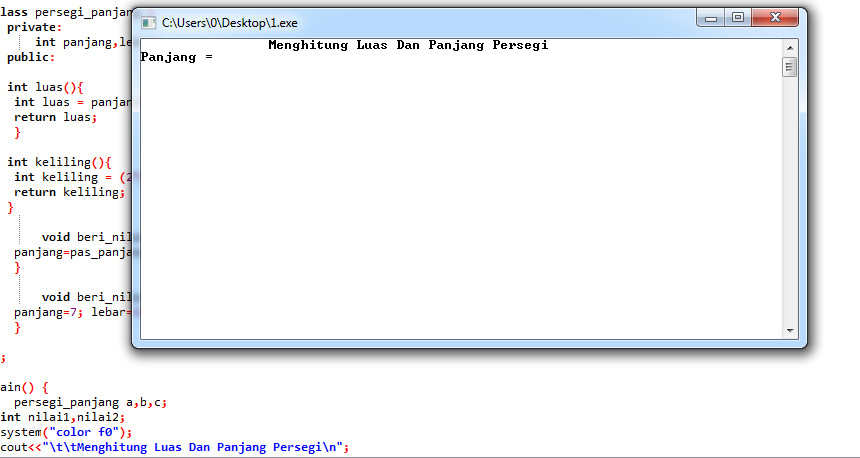 lass persegi_panjang
private:
int panjang,le
public:
int luas(){
int luas = panjan
return luas;
}
int keliling(){
int keliling = (2
return keliling;
}
void beri_nil
panjang=pas_panja
}
void beri_nil
panjang=7; lebar=
}
;
ain() {
persegi_panjang a,b,c;
int nilai1,nilai2;
system("color f0");
cout<<"\t\tMenghitung Luas Dan Panjang Persegi\n";
C:\Users\0\Desktop\1.exe
Menghitung Luas Dan Panjang Persegi
Panjang =